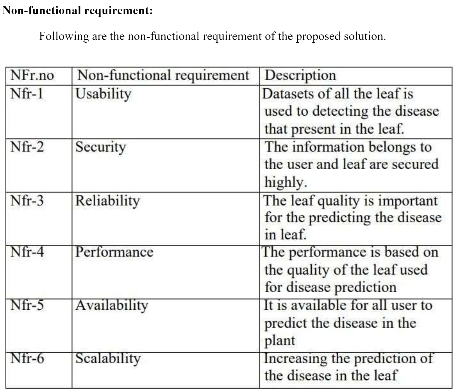 Non-functional requirement:
Following are the non-functional requirement of the proposed solution.
NFr.no Non-functional requirement Description
Nfr-1 Usability Datasets of all the leaf is
used to detecting the disease
that present in the leaf.
Nfr-2 Security The information belongs to
the user and leaf are secured
highly.
Nfr-3 Reliability The leaf quality is important
for the predicting the disease
in leaf.
Nfr-4 Performance The performance is based on
the quality of the leaf used
for disease prediction
Nfr-5 Availability It is available for all user to
predict the disease in the
plant
Nfr-6 Scalability Increasing the prediction of
the disease in the leaf